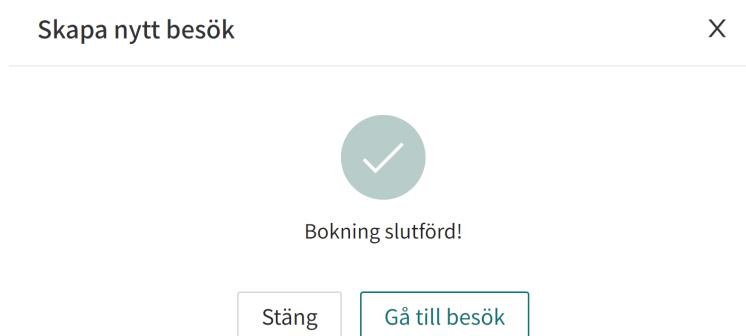 Skapa nytt besök
Bokning slutförd!
Stäng Gå till besök